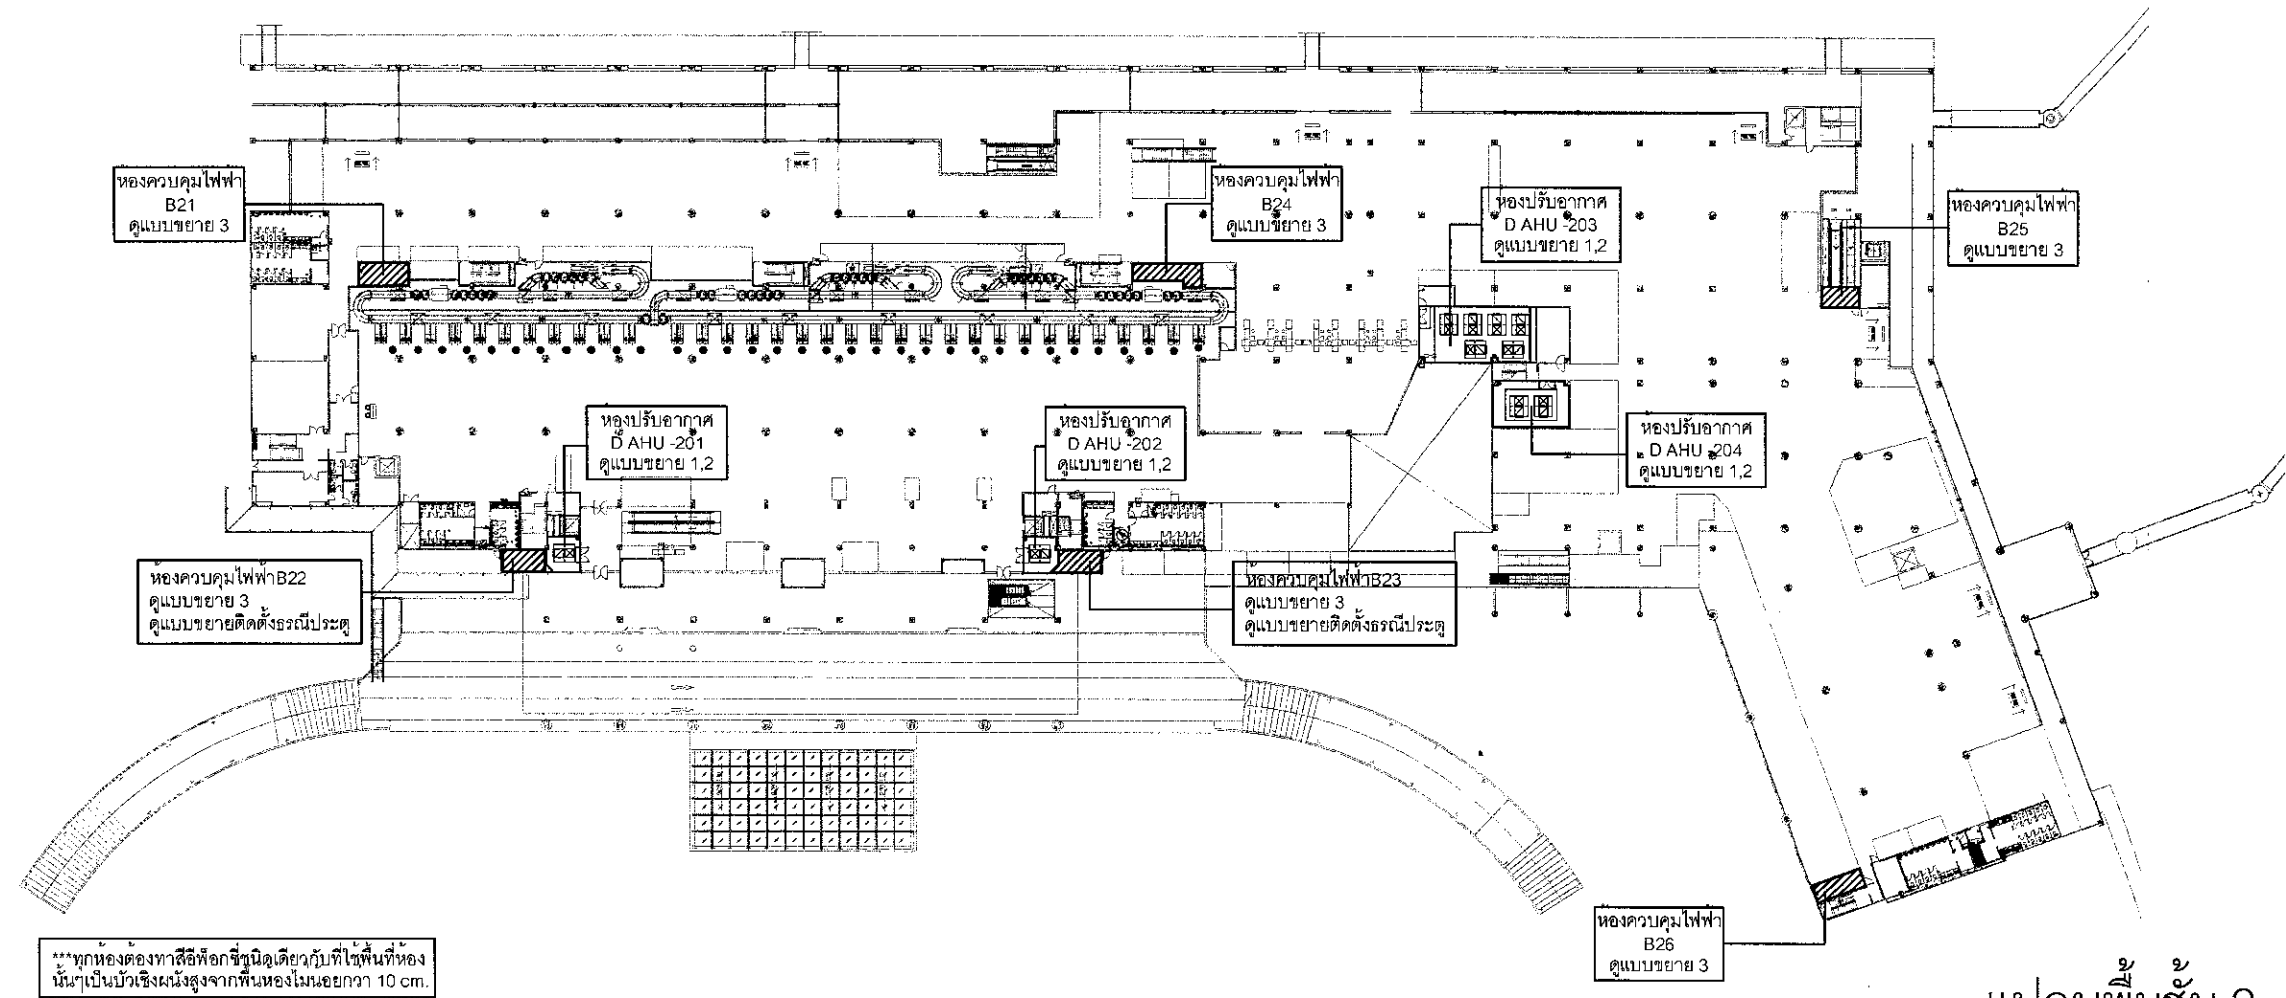 ห้องควบคุมไฟฟ้า
B21
ดูแบบขยาย 3
ห้องควบคุมไฟฟ้า
B24
ดูแบบขยาย 3
ห้องปรับอากาศ
D AHU -203
ดูแบบขยาย 1,2
ห้องควบคุมไฟฟ้า
B25
ดูแบบขยาย 3
ห้องปรับอากาศ
D AHU -201
ดูแบบขยาย 1,2
ห้องปรับอากาศ
D AHU -202
ดูแบบขยาย 1,2
ห้องปรับอากาศ
D AHU -204
ดูแบบขยาย 1,2
ห้องควบคุมไฟฟ้าB22
ดูแบบขยาย 3
ดูแบบขยายติดตั้งธรณีประตู
ห้องควบคุมไฟฟ้าB23
ดูแบบขยาย 3
ดูแบบขยายติดตั้งธรณีประตู
ห้องควบคุมไฟฟ้า
B26
ดูแบบขยาย 3
***ทุกห้องต้องทาสีอีพ็อกซี่ชนิดเดียวกับที่ใช้พื้นที่ห้อง
นั้นๆเป็นบัวเชิงผนังสูงจากพื้นห้องไม่น้อยกว่า 10 cm.